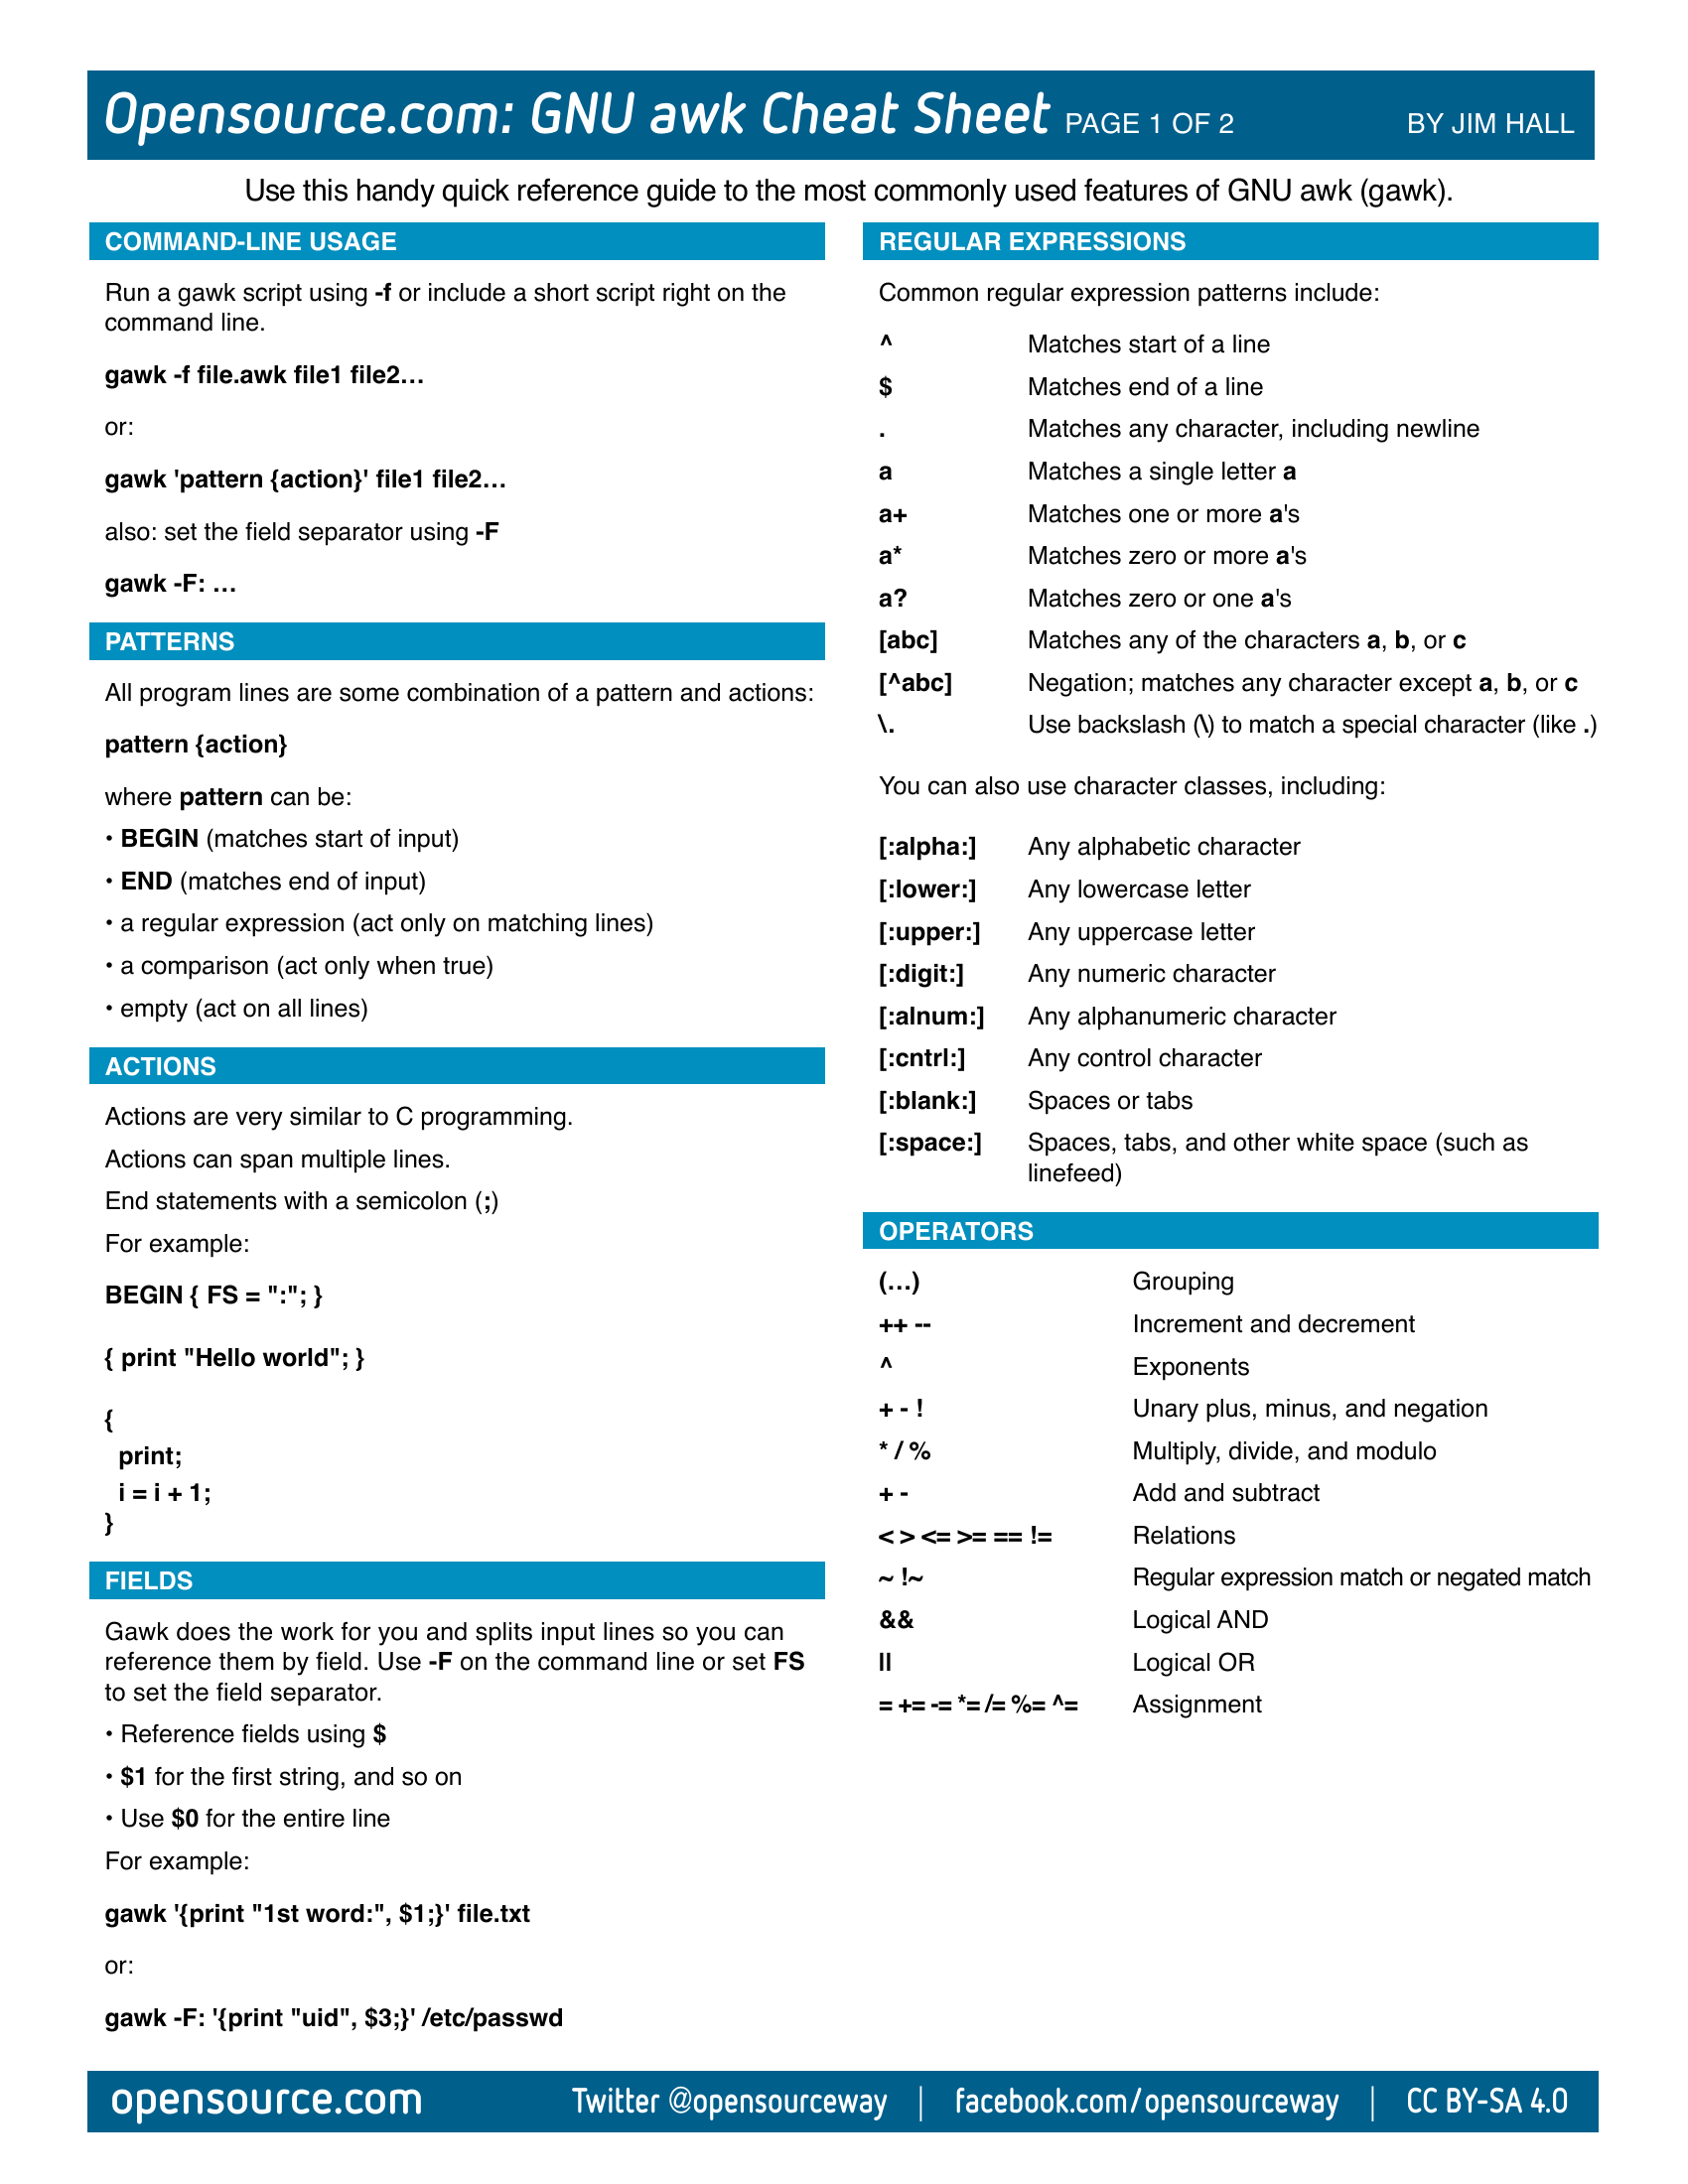 Opensource.com: GNU awk Cheat Sheet PAGE 1 OF 2 BY JIM HALL
Use this handy quick reference guide to the most commonly used features of GNU awk (gawk).
COMMAND-LINE USAGE
Run a gawk script using -f or include a short script right on the
command line.
gawk -f file.awk file1 file2…
or:
gawk 'pattern {action}' file1 file2…
also: set the field separator using -F
gawk -F: …
PATTERNS
All program lines are some combination of a pattern and actions:
pattern {action}
where pattern can be:
• BEGIN (matches start of input)
• END (matches end of input)
• a regular expression (act only on matching lines)
• a comparison (act only when true)
• empty (act on all lines)
ACTIONS
Actions are very similar to C programming.
Actions can span multiple lines.
End statements with a semicolon (;)
For example:
BEGIN { FS = ":"; }
{ print "Hello world"; }
{
print;
i = i + 1;
}
FIELDS
Gawk does the work for you and splits input lines so you can
reference them by field. Use -F on the command line or set FS
to set the field separator.
• Reference fields using $
• $1 for the first string, and so on
• Use $0 for the entire line
For example:
gawk '{print "1st word:", $1;}' file.txt
or:
gawk -F: '{print "uid", $3;}' /etc/passwd
REGULAR EXPRESSIONS
Common regular expression patterns include:
^ Matches start of a line
$ Matches end of a line
. Matches any character, including newline
a Matches a single letter a
a+ Matches one or more a's
a* Matches zero or more a's
a? Matches zero or one a's
[abc] Matches any of the characters a, b, or c
[^abc] Negation; matches any character except a, b, or c
\. Use backslash (\) to match a special character (like .)
You can also use character classes, including:
[:alpha:] Any alphabetic character
[:lower:] Any lowercase letter
[:upper:] Any uppercase letter
[:digit:] Any numeric character
[:alnum:] Any alphanumeric character
[:cntrl:] Any control character
[:blank:] Spaces or tabs
[:space:] Spaces, tabs, and other white space (such as
linefeed)
OPERATORS
(…) Grouping
++ -- Increment and decrement
^ Exponents
+ - ! Unary plus, minus, and negation
* / % Multiply, divide, and modulo
+ - Add and subtract
< > <= >= == != Relations
~ !~ Regular expression match or negated match
&& Logical AND
|| Logical OR
= += -= *= /= %= ^= Assignment
opensource.com Twitter @opensourceway | facebook.com/opensourceway | CC BY-SA 4.0